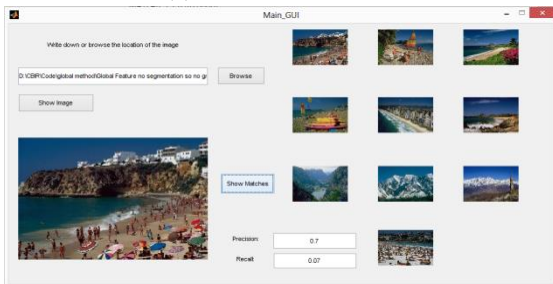 Main_GUI
Write down or browse the location of the image
D:\CBIR\Code\global method\Global Feature no segmentation so no gr
Browse
Show Image
Show Matches
Precision:
0.7
Recall:
0.07